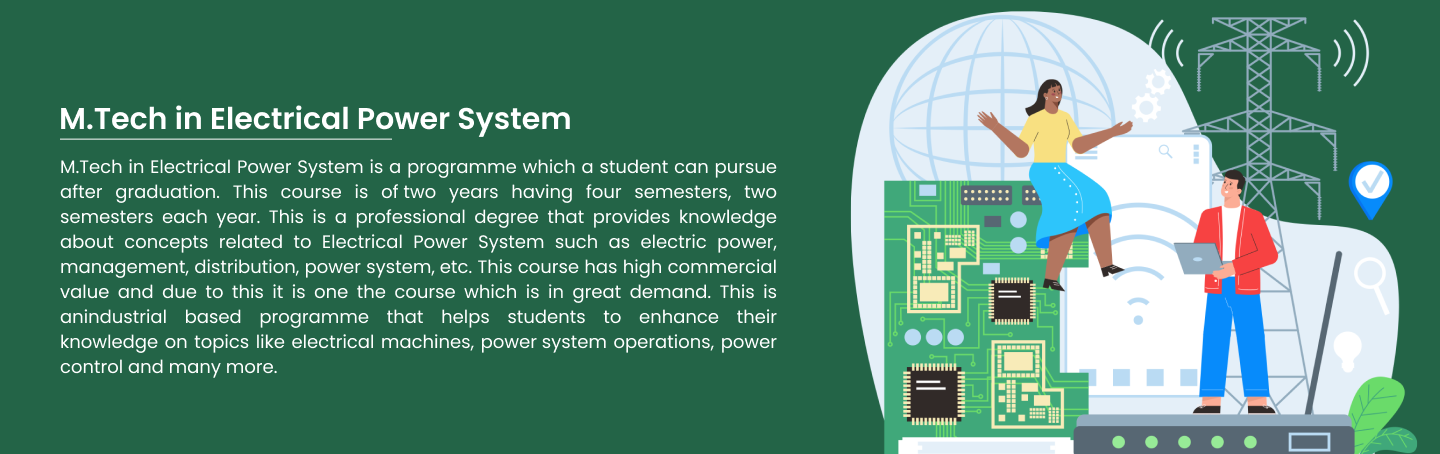 M.Tech in Electrical Power System
M.Tech in Electrical Power System is a programme which a student can pursue
after graduation. This course is of two years having four semesters, two
semesters each year. This is a professional degree that provides knowledge
about concepts related to Electrical Power System such as electric power,
management, distribution, power system, etc. This course has high commercial
value and due to this it is one the course which is in great demand. This is
anindustrial based programme that helps students to enhance their
knowledge on topics like electrical machines, power system operations, power
control and many more.